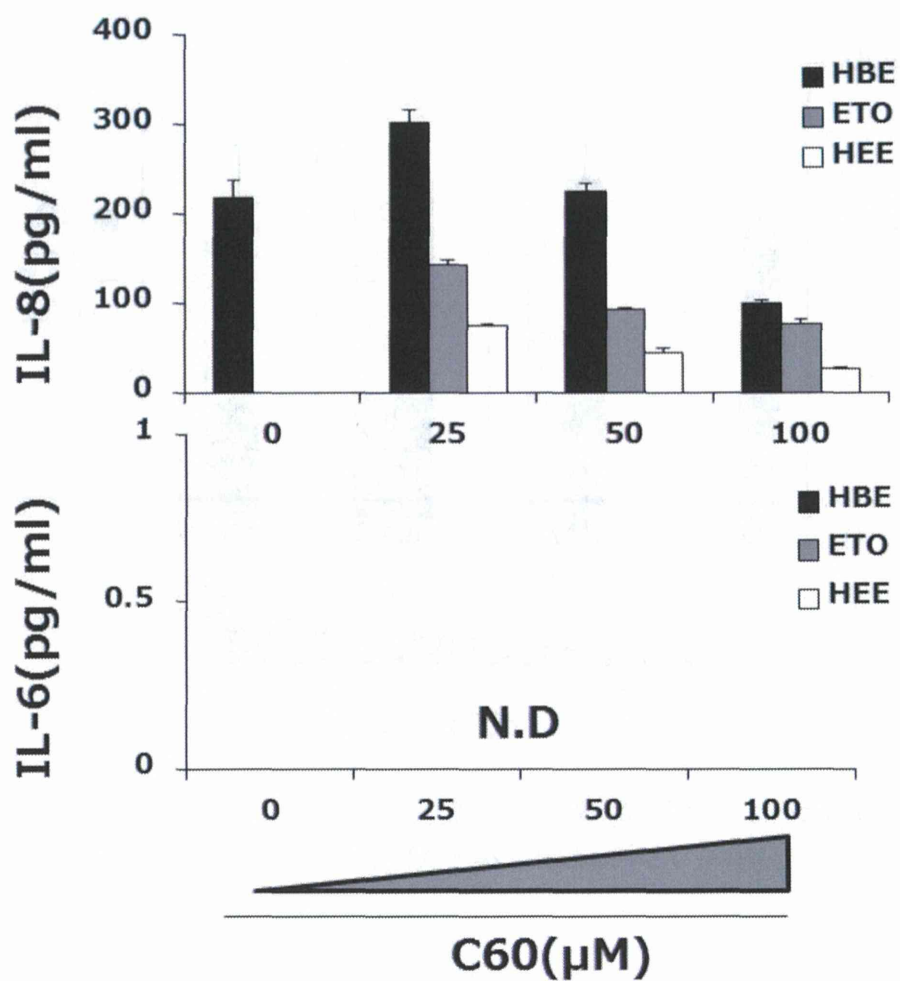 IL-8(pg/ml)
400
300
200
100
0
HBE
ETO
HEE
0 25 50 100
IL-6(pg/ml)
1
0.5
0
HBE
ETO
HEE
N.D
0 25 50 100
C60(μM)